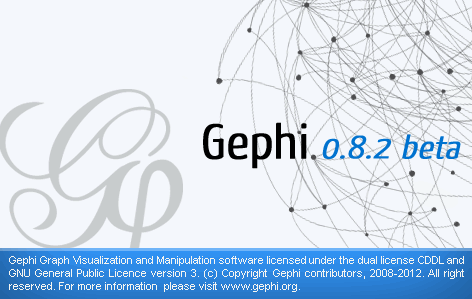 Gephi 0.8.2 beta
Gephi Graph Visualization and Manipulation software licensed under the dual license CDDL and
GNU General Public Licence version 3. (c) Copyright Gephi contributors, 2008-2012. All right
reserved. For more information please visit www.gephi.org.